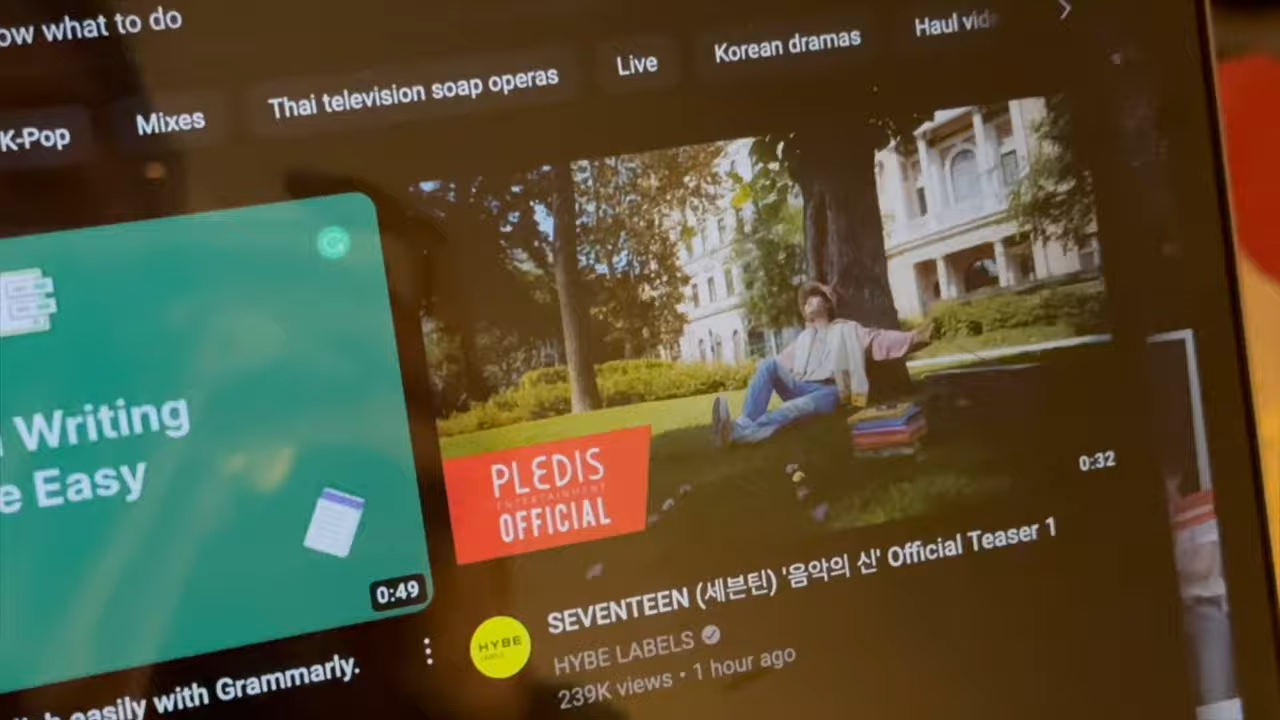 ow what to do
K-Pop
Mixes
Thai television soap operas
Live
Korean dramas
Haul vid
Writing
e Easy
0:49
easily with Grammarly.
PLEDIS
ENTERTAINMENT
OFFICIAL
0:32
HYBE
LABELS
SEVENTEEN (세븐틴) '음악의 신' Official Teaser 1
HYBE LABELS
239K views • 1 hour ago